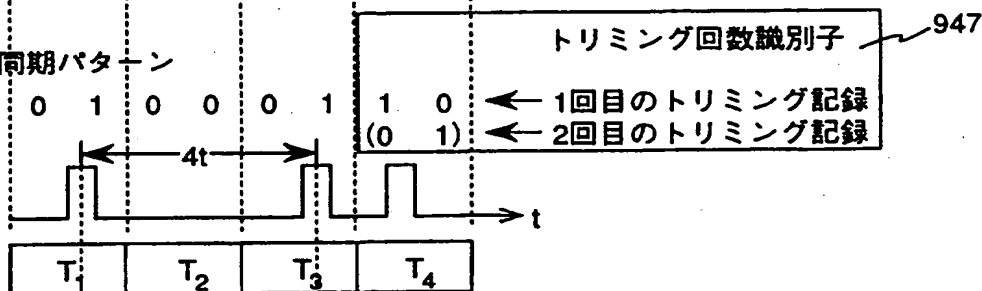 トリミング回数識別子 947
同期パターン
0 1 0 0 0 1 1 0 ← 1回目のトリミング記録
(0 1) ← 2回目のトリミング記録
4t
t
T₁ T₂ T₃ T₄